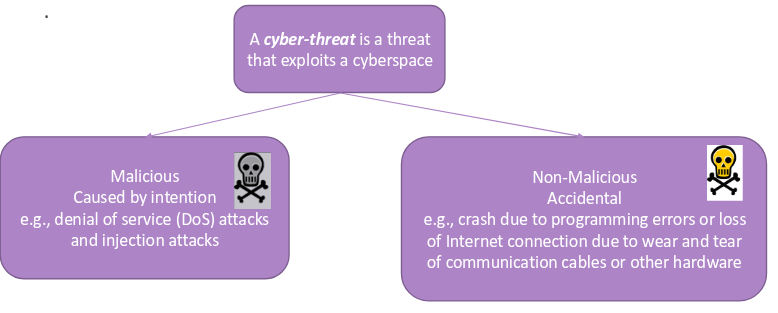 A cyber-threat is a threat
that exploits a cyberspace
Malicious
Caused by intention
e.g., denial of service (DoS) attacks
and injection attacks
Non-Malicious
Accidental
e.g., crash due to programming errors or loss
of Internet connection due to wear and tear
of communication cables or other hardware